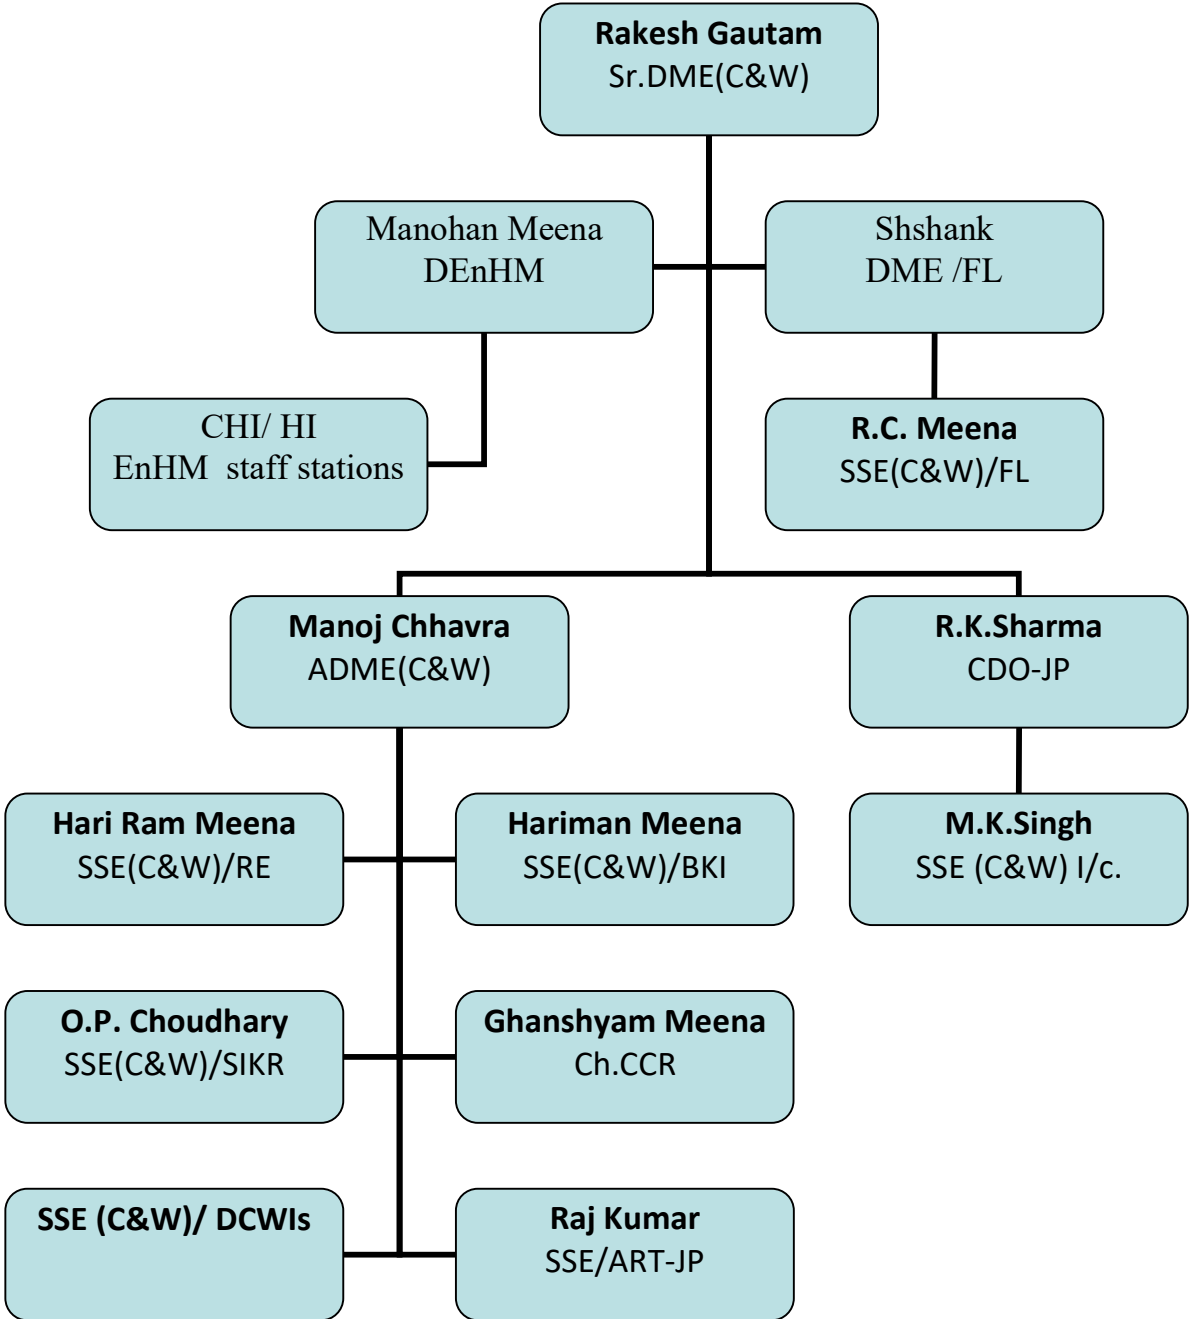 Rakesh Gautam
Sr.DME(C&W)
Manohan Meena
DEnHM
Shshank
DME /FL
CHI/ HI
EnHM  staff stations
R.C. Meena
SSE(C&W)/FL
Manoj Chhavra
ADME(C&W)
R.K.Sharma
CDO-JP
Hari Ram Meena
SSE(C&W)/RE
Hariman Meena
SSE(C&W)/BKI
M.K.Singh
SSE (C&W) I/c.
O.P. Choudhary
SSE(C&W)/SIKR
Ghanshyam Meena
Ch.CCR
SSE (C&W)/ DCWIs
Raj Kumar
SSE/ART-JP